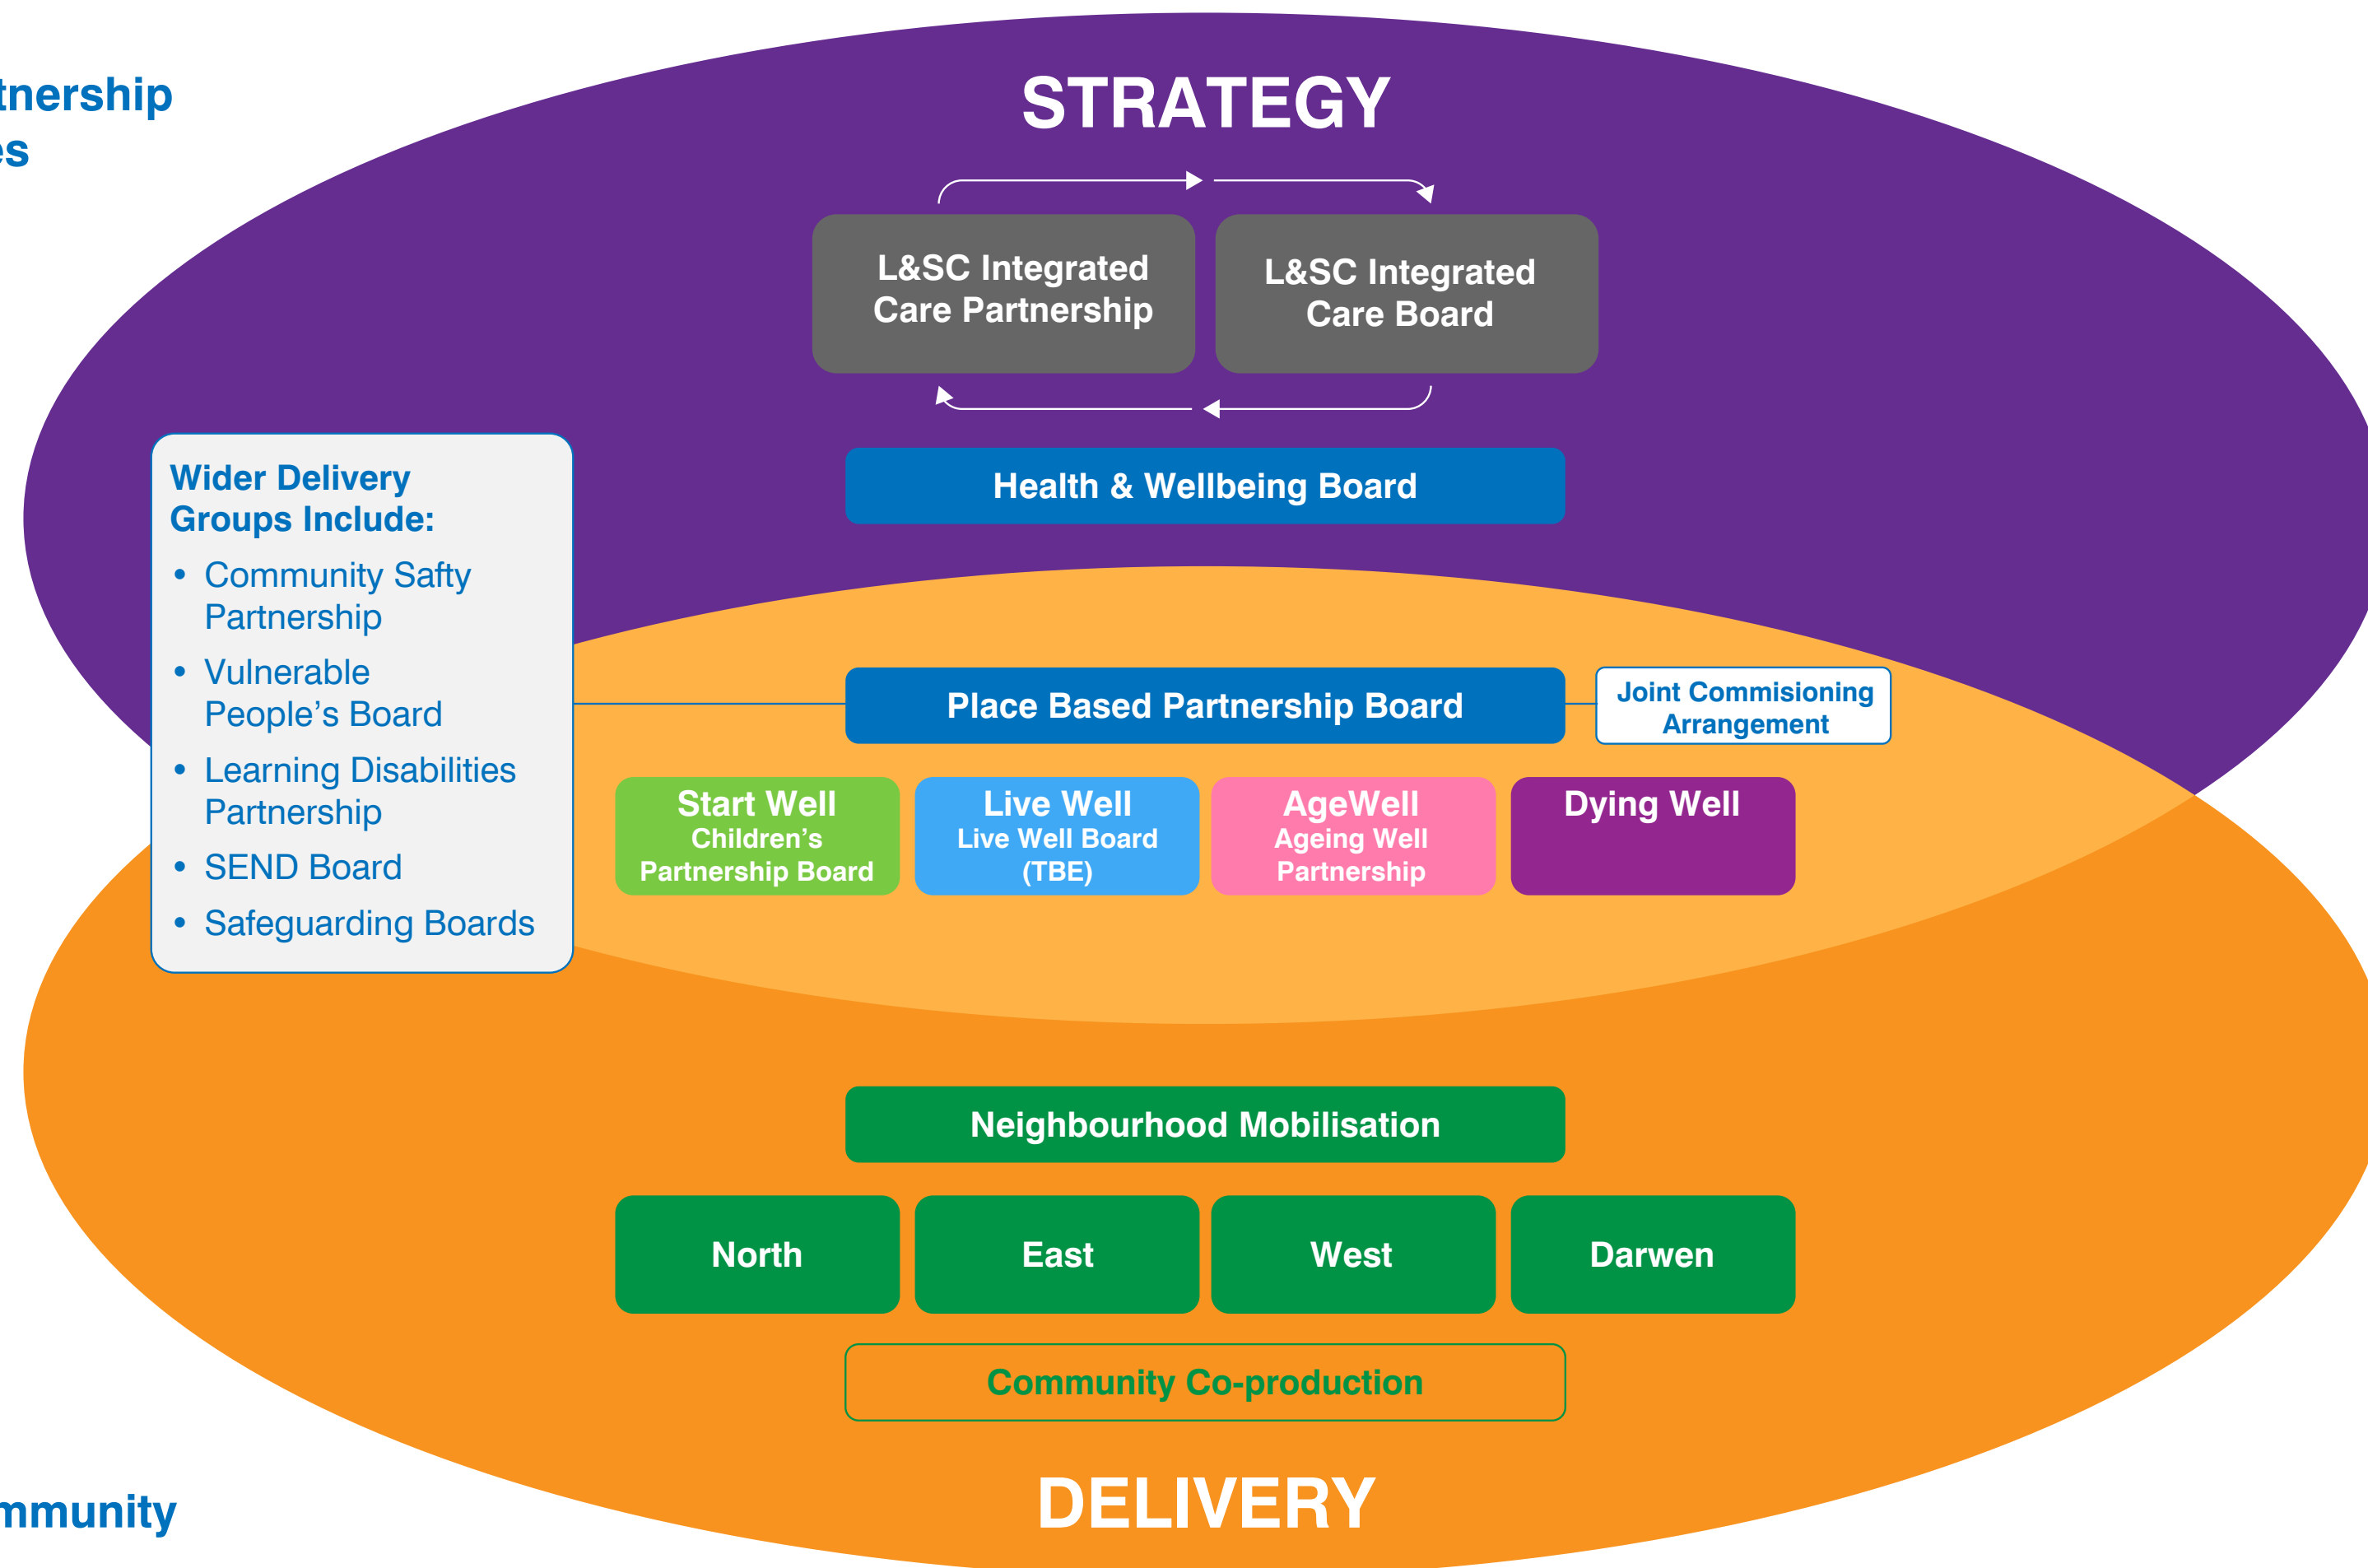 STRATEGY
L&SC Integrated
Care Partnership
L&SC Integrated
Care Board
Health & Wellbeing Board
Wider Delivery
Groups Include:
• Community Safty
Partnership
• Vulnerable
People’s Board
• Learning Disabilities
Partnership
• SEND Board
• Safeguarding Boards
Place Based Partnership Board
Joint Commisioning
Arrangement
Start Well
Children’s
Partnership Board
Live Well
Live Well Board
(TBE)
AgeWell
Ageing Well
Partnership
Dying Well
Neighbourhood Mobilisation
North
East
West
Darwen
Community Co-production
DELIVERY